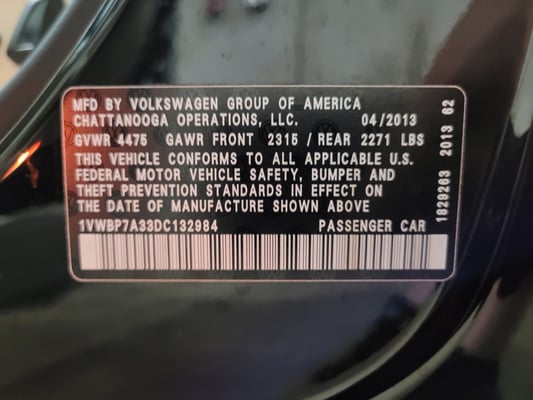 MFD BY VOLKSWAGEN GROUP OF AMERICA
CHATTANOOGA OPERATIONS, LLC. 04/2013
GVWR 4475 GAWR FRONT 2315 / REAR 2271 LBS
THIS VEHICLE CONFORMS TO ALL APPLICABLE U.S.
FEDERAL MOTOR VEHICLE SAFETY, BUMPER AND
THEFT PREVENTION STANDARDS IN EFFECT ON
THE DATE OF MANUFACTURE SHOWN ABOVE
1VWBP7A33DC132984 PASSENGER CAR
1829263 2013 62